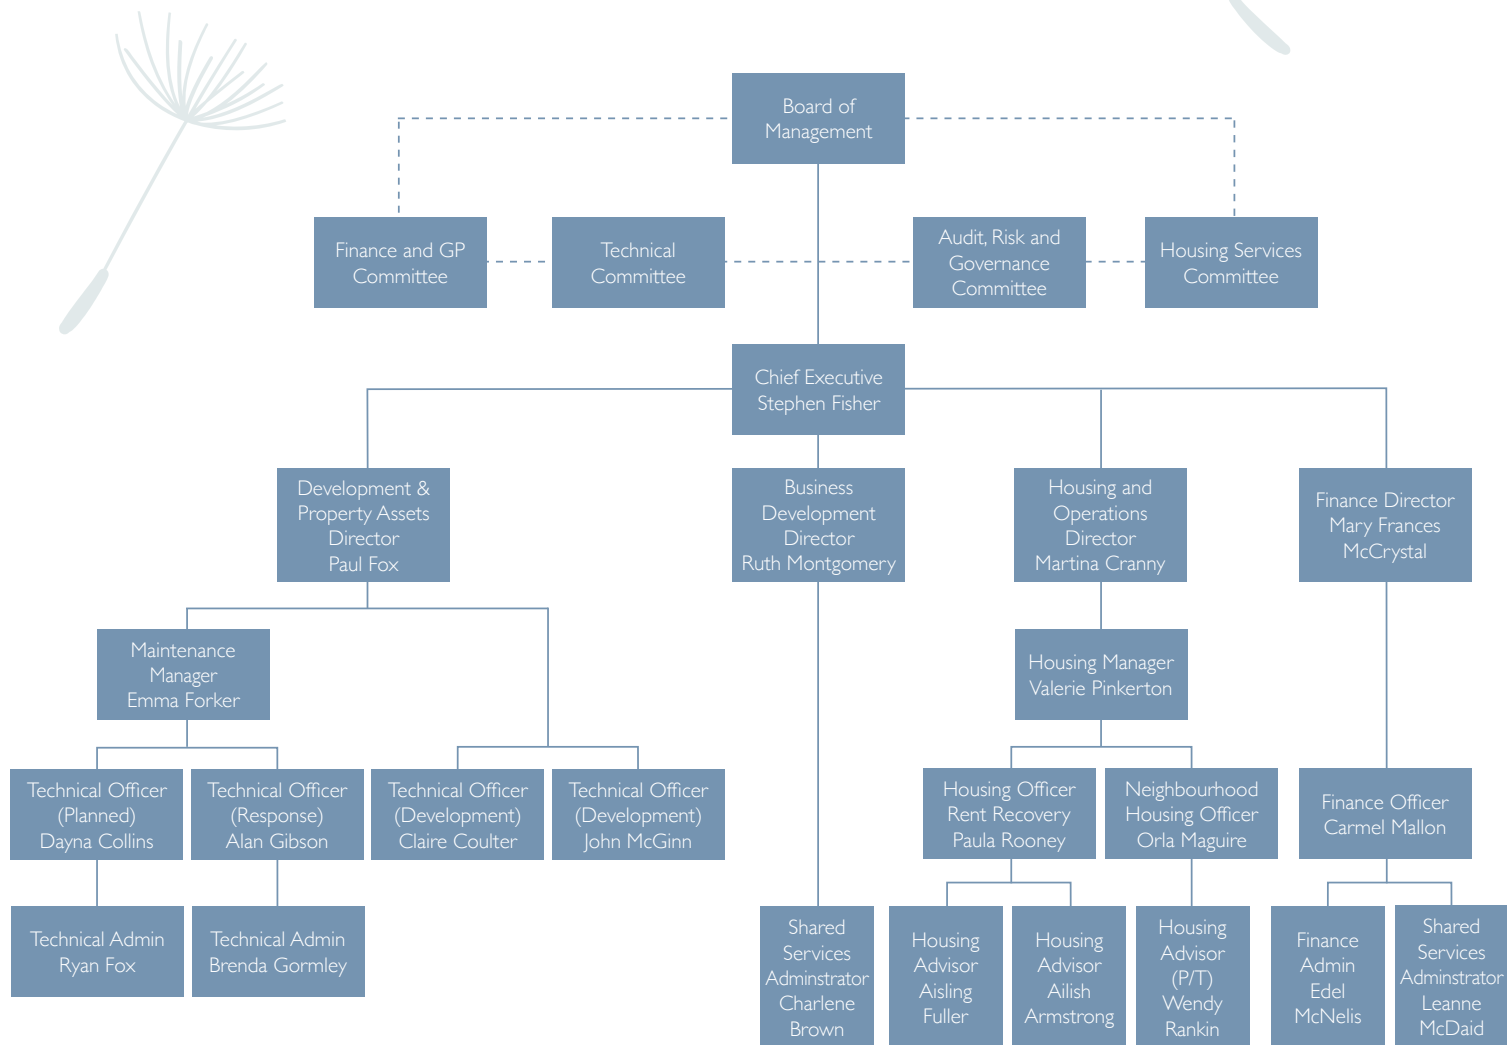 Board of
Management
Finance and GP
Committee
Technical
Committee
Audit, Risk and
Governance
Committee
Housing Services
Committee
Chief Executive
Stephen Fisher
Development &
Property Assets
Director
Paul Fox
Business
Development
Director
Ruth Montgomery
Housing and
Operations
Director
Martina Cranny
Finance Director
Mary Frances
McCrystal
Maintenance
Manager
Emma Forker
Housing Manager
Valerie Pinkerton
Technical Officer
(Planned)
Dayna Collins
Technical Officer
(Response)
Alan Gibson
Technical Officer
(Development)
Claire Coulter
Technical Officer
(Development)
John McGinn
Housing Officer
Rent Recovery
Paula Rooney
Neighbourhood
Housing Officer
Orla Maguire
Finance Officer
Carmel Mallon
Technical Admin
Ryan Fox
Technical Admin
Brenda Gormley
Shared
Services
Adminstrator
Charlene
Brown
Housing
Advisor
Aisling
Fuller
Housing
Advisor
Ailish
Armstrong
Housing
Advisor
(P/T)
Wendy
Rankin
Finance
Admin
Edel
McNelis
Shared
Services
Adminstrator
Leanne
McDaid